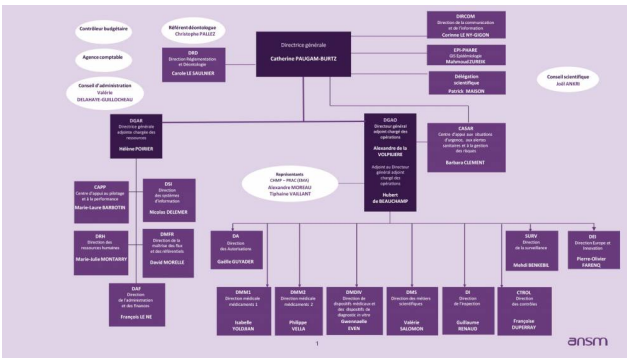 Contrôleur budgétaire
Agence comptable
Conseil d'administration
Valérie
DELAHAYE-GUILLOCHEAU
Référent déontologue
Christophe PALLEZ
DRD
Direction Réglementation
et Déontologie
Carole LE SAULNIER
Directrice générale
Catherine PAUGAM-BURTZ
DIRCOM
Direction de la communication
et de l'information
Corinne LE NY-GIGON
EPI-PHARE
GIS Epidémiologie
Mahmoud ZUREIK
Délégation
scientifique
Patrick MAISON
Conseil scientifique
Joël ANKRI
DGAR
Directrice générale
adjointe chargée des
ressources
Hélène POIRIER
DGAO
Directeur général
adjoint chargé des
opérations
Alexandre de la
VOLPILIERE
Adjoint au Directeur
général adjoint
chargé des
opérations
Hubert
de BEAUCHAMP
CASAR
Centre d'appui aux situations
d'urgence, aux alertes
sanitaires et à la gestion
des risques
Barbara CLEMENT
Représentants
CHMP – PRAC (EMA)
Alexandre MOREAU
Tiphaine VAILLANT
CAPP
Centre d'appui au pilotage
et à la performance
Marie-Laure BARBOTIN
DSI
Direction
des systèmes
d'information
Nicolas DELEMER
DRH
Direction des
ressources humaines
Marie-Julie MONTARRY
DMFR
Direction de la
maîtrise des flux
et des référentiels
David MORELLE
DAF
Direction
de l'administration
et des finances
François LE NE
DA
Direction
des Autorisations
Gaëlle GUYADER
SURV
Direction
de la surveillance
Mehdi BENKEBIL
DEI
Direction Europe et
Innovation
Pierre-Olivier
FARENQ
DMM1
Direction médicale
médicaments 1
Isabelle
YOLDJIAN
DMM2
Direction médicale
médicaments 2
Philippe
VELLA
DMDIV
Direction de
dispositifs médicaux et
des dispositifs de
diagnostic in vitro
Gwennaëlle
EVEN
DMS
Direction des métiers
scientifiques
Valérie
SALOMON
DI
Direction
de l'inspection
Guillaume
RENAUD
CTROL
Direction
des contrôles
Françoise
DUPERRAY
1
ansm